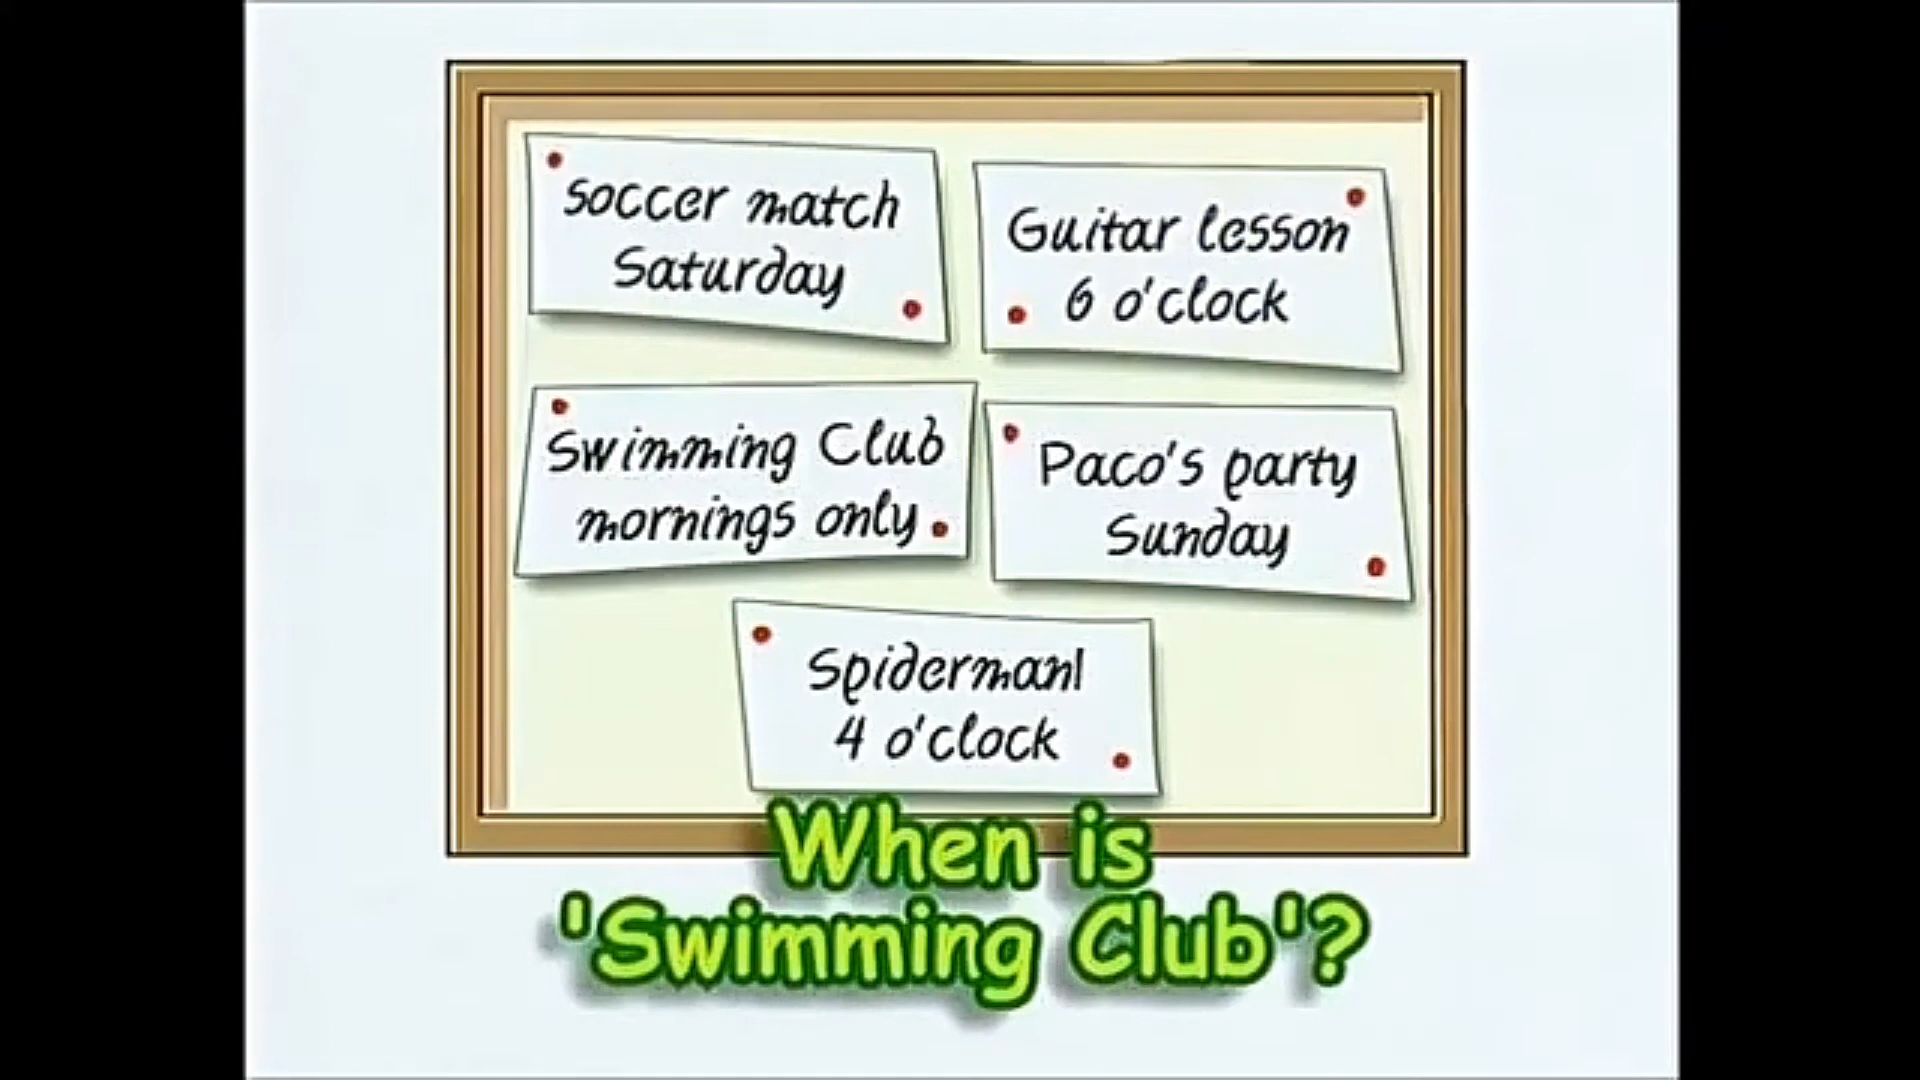 soccer match
Saturday
Guitar lesson
6 o'clock
Swimming Club
mornings only
Paco's party
Sunday
Spiderman!
4 o'clock
When is
'Swimming Club'?